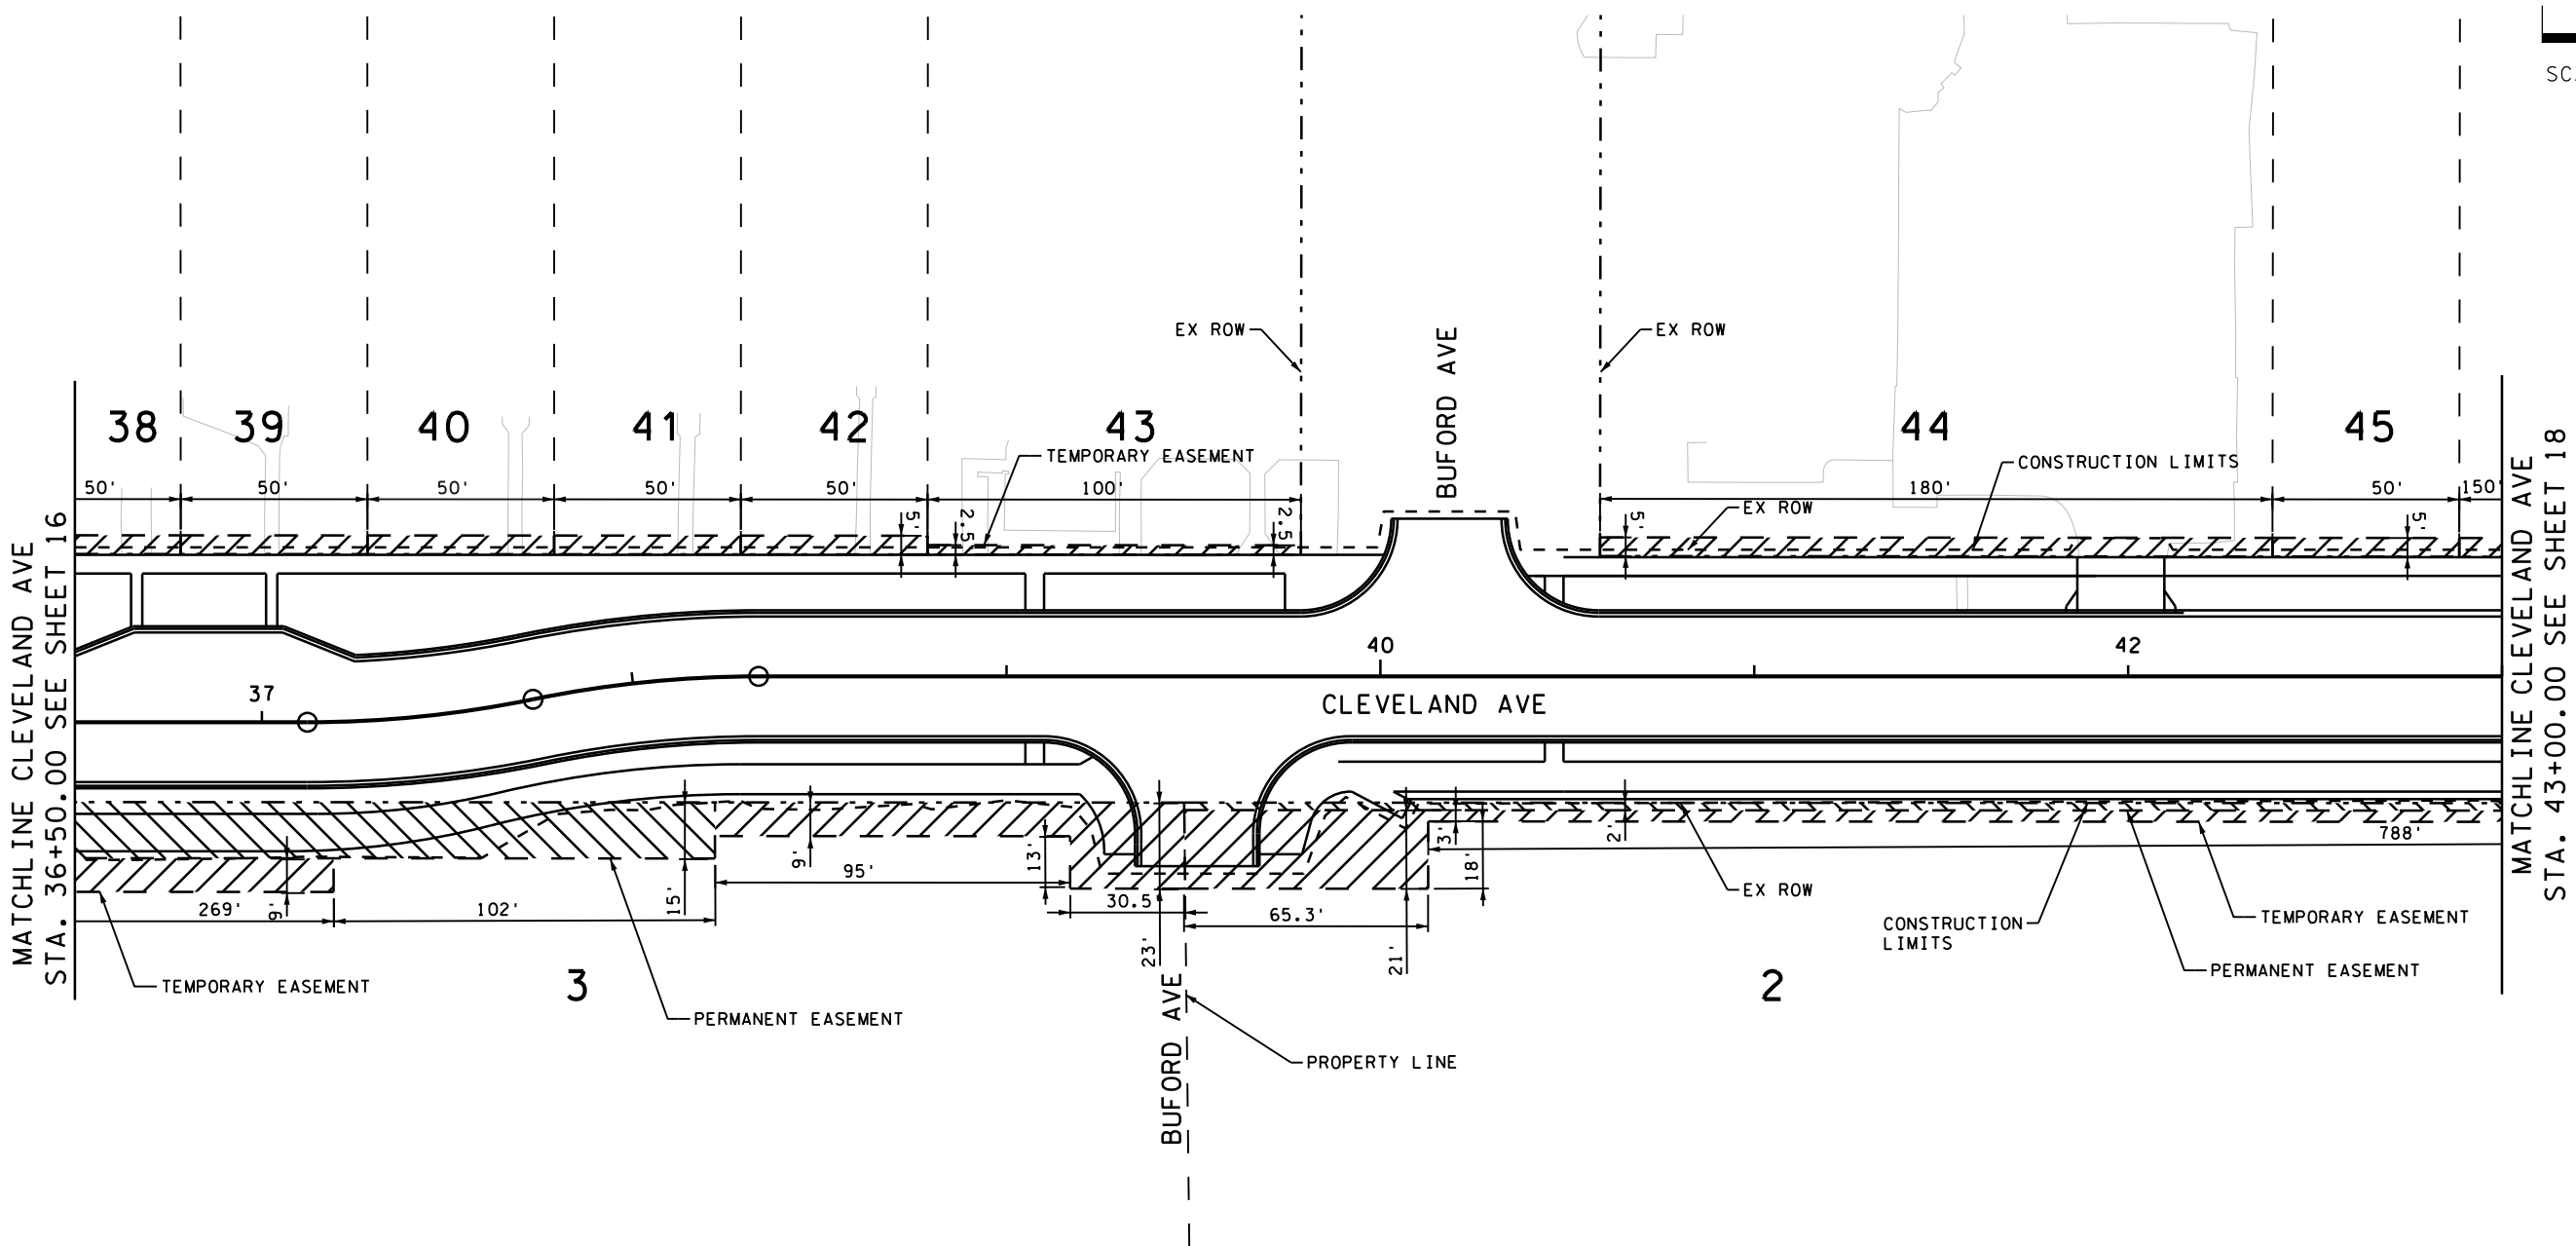 SC
EX ROW
EX ROW
BUFORD AVE
38 39 40 41 42 43 44 45
TEMPORARY EASEMENT
CONSTRUCTION LIMITS
50' 50' 50' 50' 50' 100' 180' 50' 150'
EX ROW
5' 2.5' 2.5' 5' 5'
MATCHLINE CLEVELAND AVE
STA. 36+50.00 SEE SHEET 16
MATCHLINE CLEVELAND AVE
STA. 43+00.00 SEE SHEET 18
40 42
37
CLEVELAND AVE
788'
3' 2'
9' 13' 18'
95'
15'
269' 9' 102' 30.5' 65.3'
23' 21'
EX ROW
CONSTRUCTION
LIMITS
TEMPORARY EASEMENT
PERMANENT EASEMENT
TEMPORARY EASEMENT
3 2
PERMANENT EASEMENT
BUFORD AVE
PROPERTY LINE